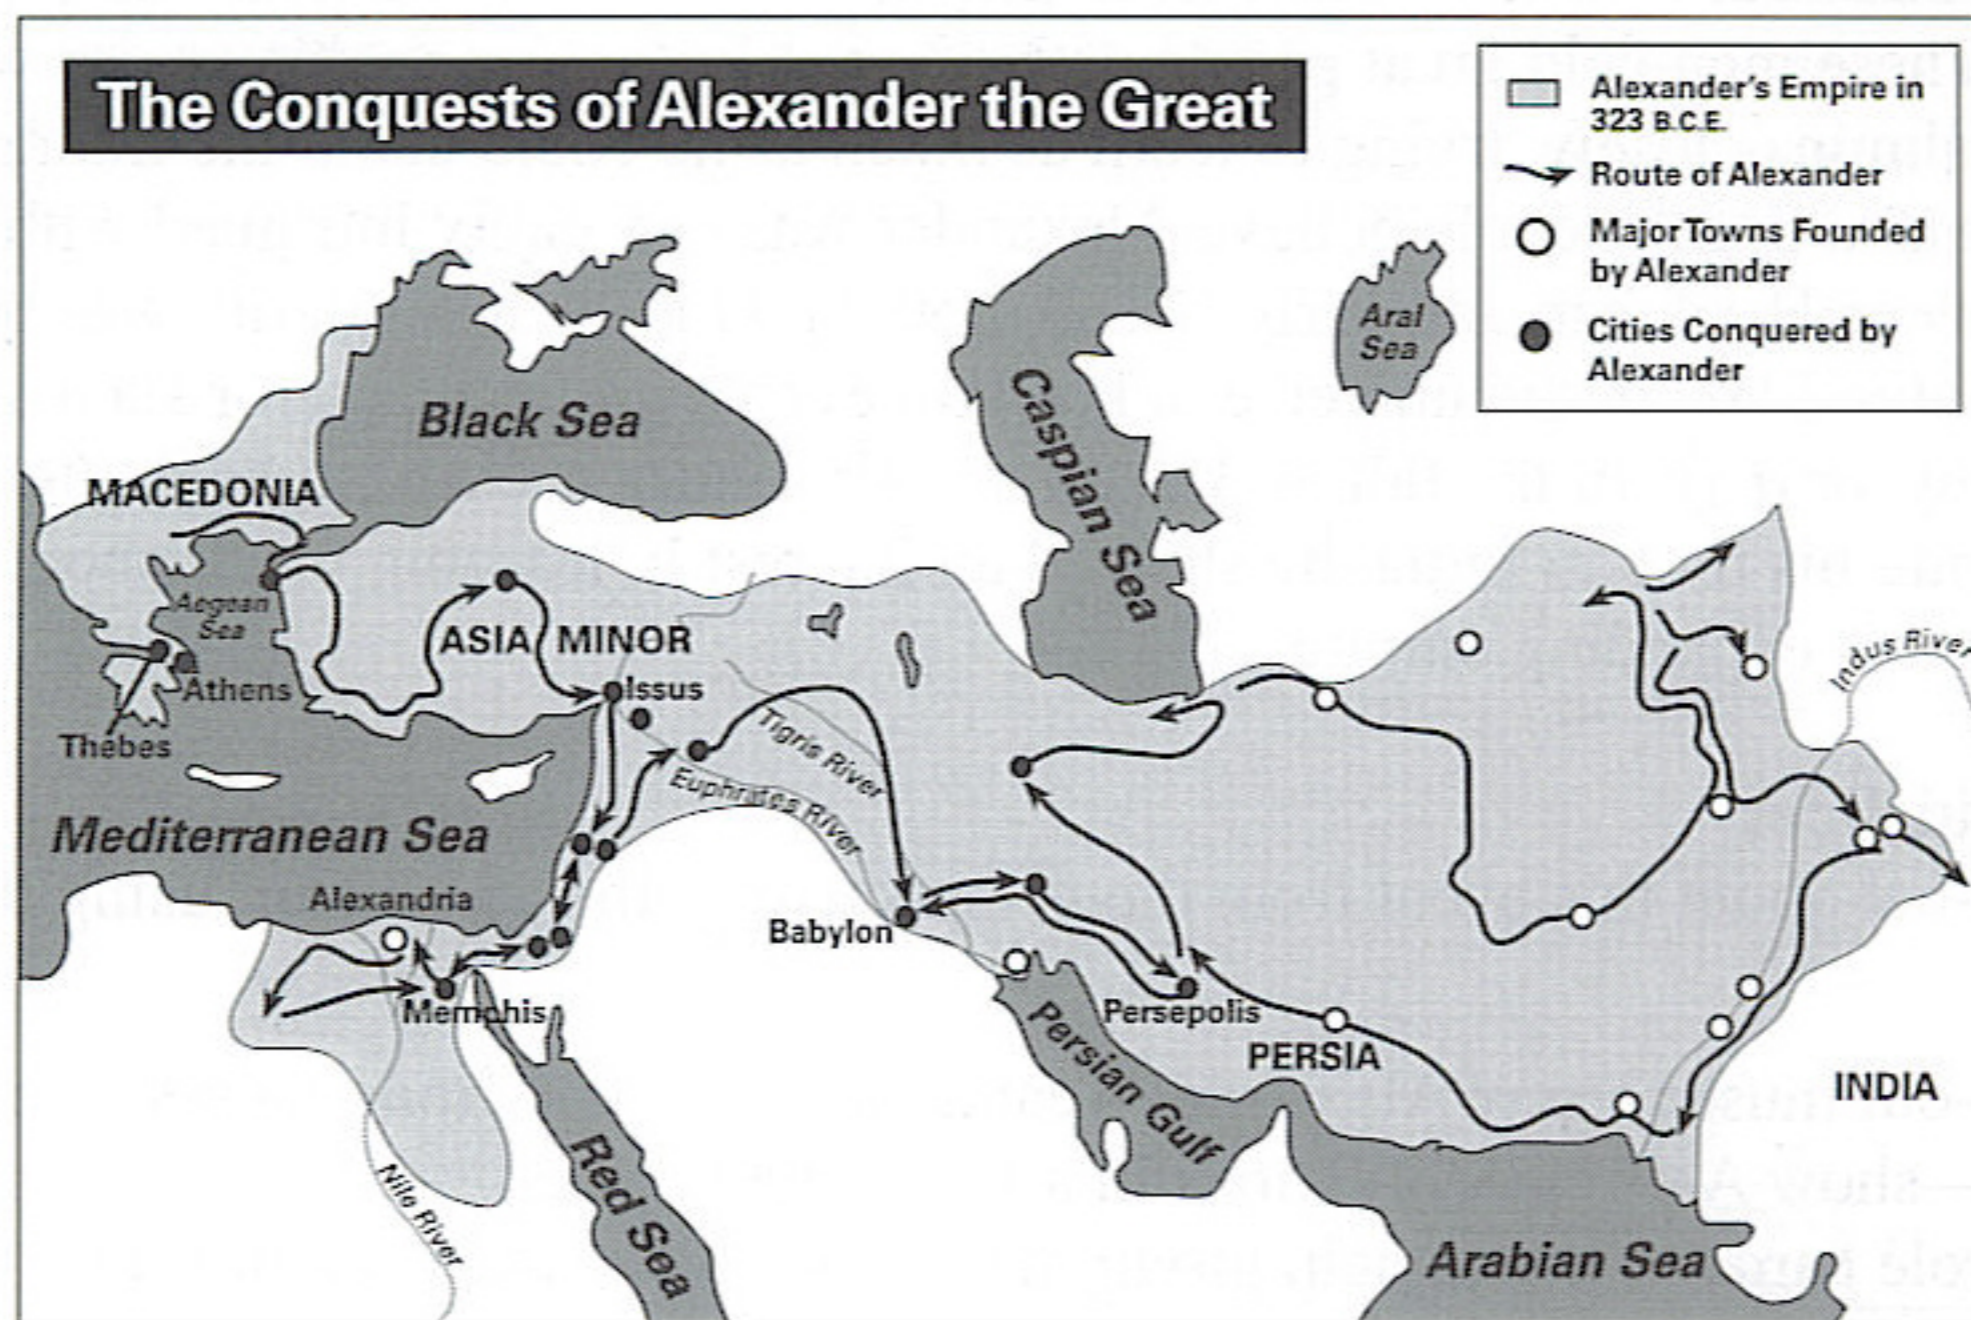 The Conquests of Alexander the Great
Alexander's Empire in
323 B.C.E.
Route of Alexander
Major Towns Founded
by Alexander
Cities Conquered by
Alexander
Aral
Sea
Black Sea
Caspian Sea
MACEDONIA
Aegean
Sea
ASIA MINOR
Indus River
Athens
Issus
Thebes
Tigris River
Euphrates River
Mediterranean Sea
Alexandria
Babylon
Memphis
Persepolis
Persian Gulf
PERSIA
INDIA
Nile River
Red Sea
Arabian Sea